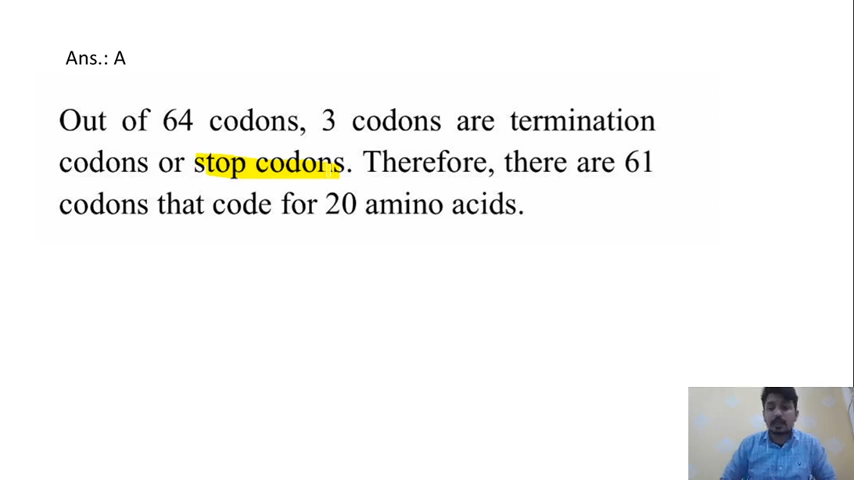 Ans.: A
Out of 64 codons, 3 codons are termination
codons or stop codons. Therefore, there are 61
codons that code for 20 amino acids.